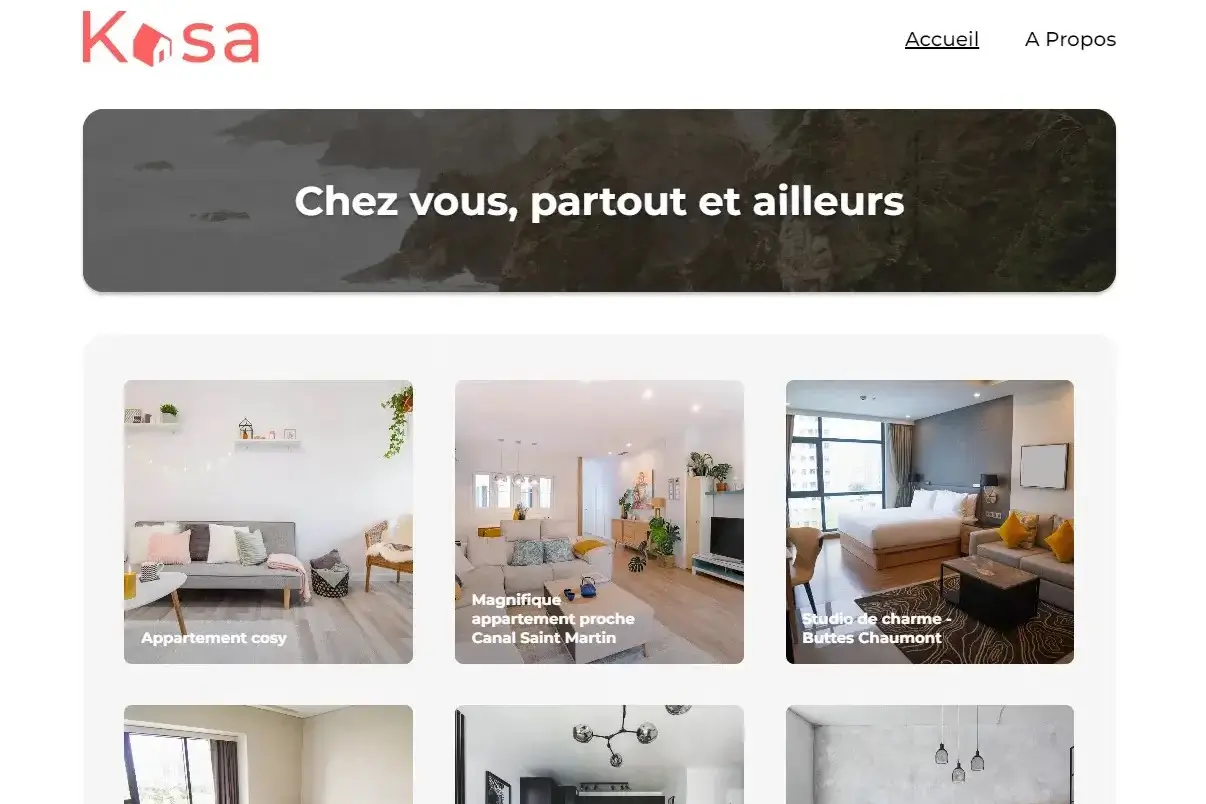 Kasa
Accueil
A Propos
Chez vous, partout et ailleurs
Appartement cosy
Magnifique
appartement proche
Canal Saint Martin
Studio de charme -
Buttes Chaumont